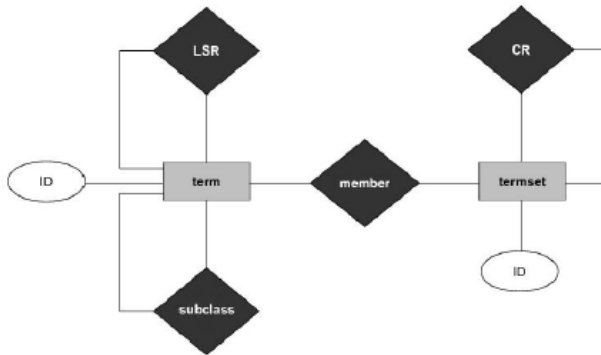 LSR
CR
ID
term
member
termset
ID
subclass